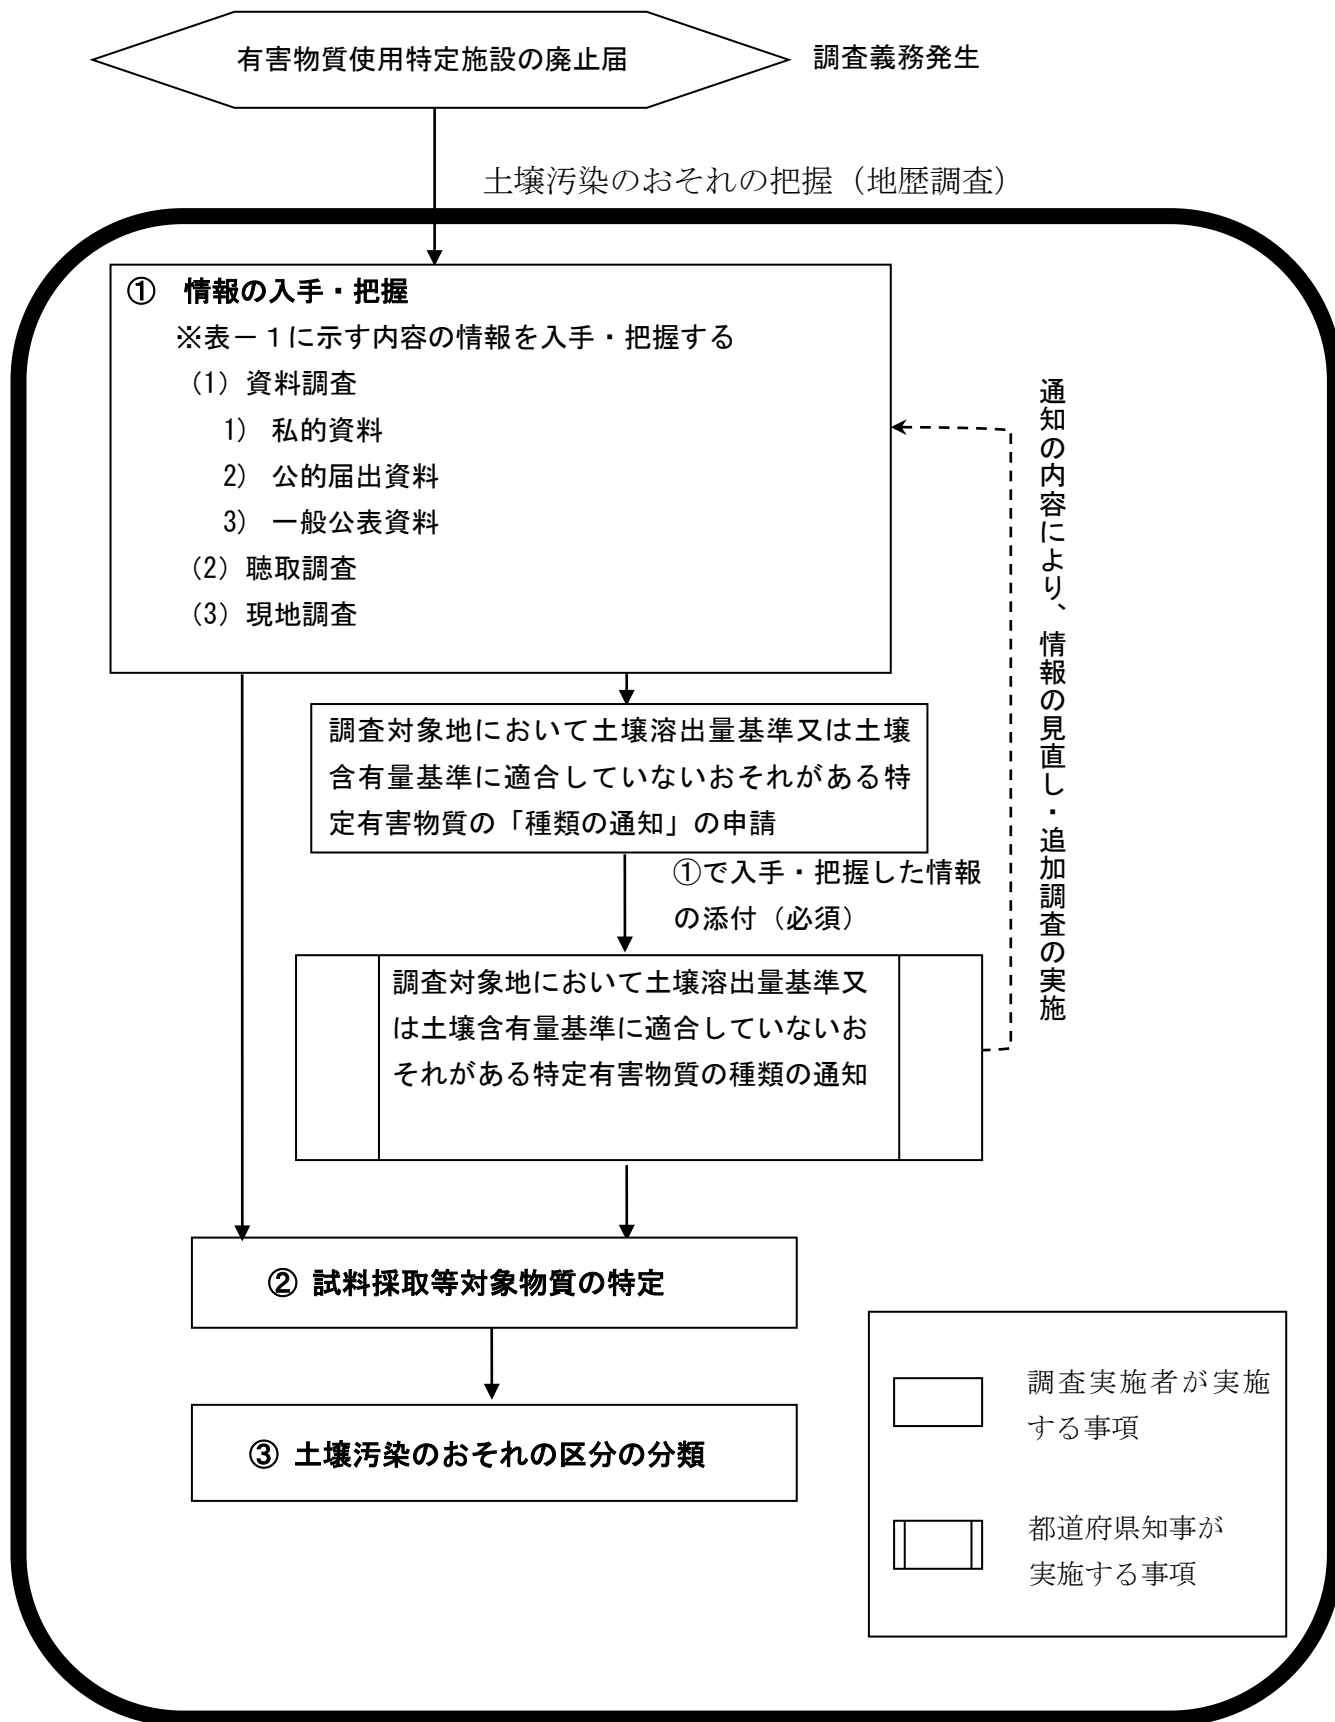 有害物質使用特定施設の廃止届
調査義務発生
土壌汚染のおそれの把握（地歴調査）
① 情報の入手・把握
※表－１に示す内容の情報を入手・把握する
(1) 資料調査
1) 私的資料
2) 公的届出資料
3) 一般公表資料
(2) 聴取調査
(3) 現地調査
通知の内容により、情報の見直し・追加調査の実施
調査対象地において土壌溶出量基準又は土壌
含有量基準に適合していないおそれがある特
定有害物質の「種類の通知」の申請
①で入手・把握した情報
の添付（必須）
調査対象地において土壌溶出量基準又
は土壌含有量基準に適合していないお
それがある特定有害物質の種類の通知
② 試料採取等対象物質の特定
③ 土壌汚染のおそれの区分の分類
調査実施者が実施
する事項
都道府県知事が
実施する事項